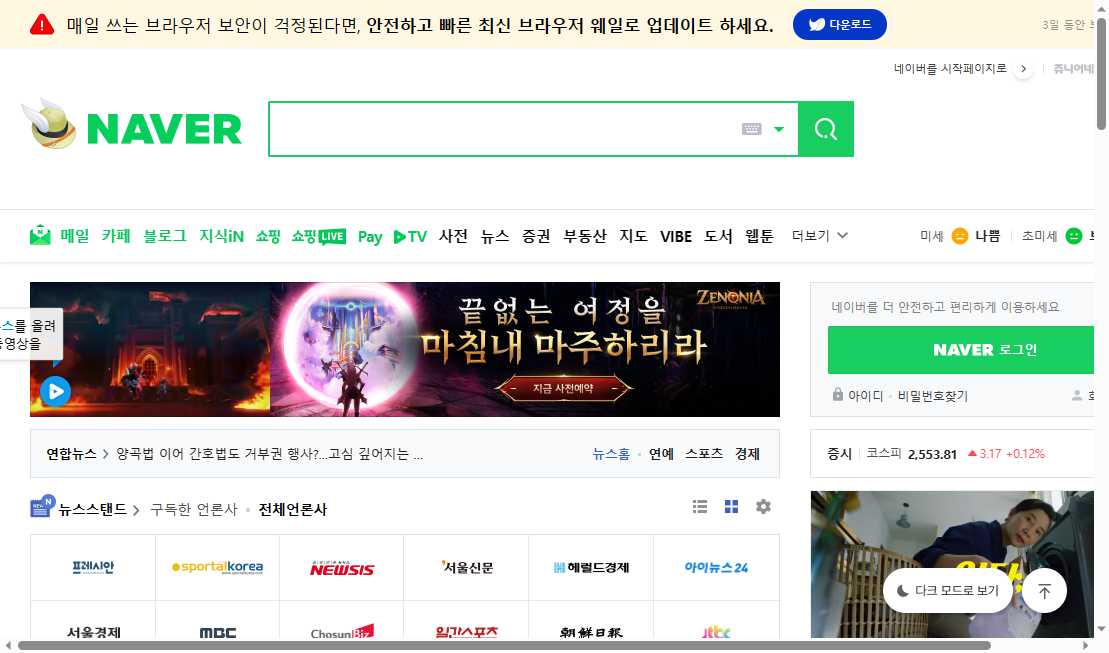 매일 쓰는 브라우저 보안이 걱정된다면, 안전하고 빠른 최신 브라우저 웨일로 업데이트 하세요. 다운로드 3일 동안
네이버를 시작페이지로 쥬니어네
NAVER
메일 카페 블로그 지식iN 쇼핑 쇼핑LIVE Pay TV 사전 뉴스 증권 부동산 지도 VIBE 도서 웹툰 더보기 미세 나쁨 초미세
끝없는 여정을
마침내 마주하리라
지금 사전예약
ZENONIA
스를 올려
동영상을
네이버를 더 안전하고 편리하게 이용하세요
NAVER 로그인
아이디 · 비밀번호찾기
연합뉴스 > 양곡법 이어 간호법도 거부권 행사?...고심 깊어지는 ... 뉴스홈 · 연예 스포츠 경제
증시 코스피 2,553.81 ▲ 3.17 +0.12%
NEW N 뉴스스탠드 > 구독한 언론사 · 전체언론사
프레시안 sportalkorea NEWSIS 서울신문 헤럴드경제 아이뉴스24
서울경제 MBC ChosunBiz 일간스포츠 朝鮮日報 jtbc
다크 모드로 보기